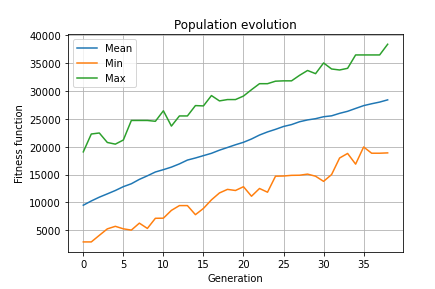 Population evolution
40000
35000
30000
25000
20000
15000
10000
5000
Fitness function
Mean
Min
Max
0 5 10 15 20 25 30 35
Generation